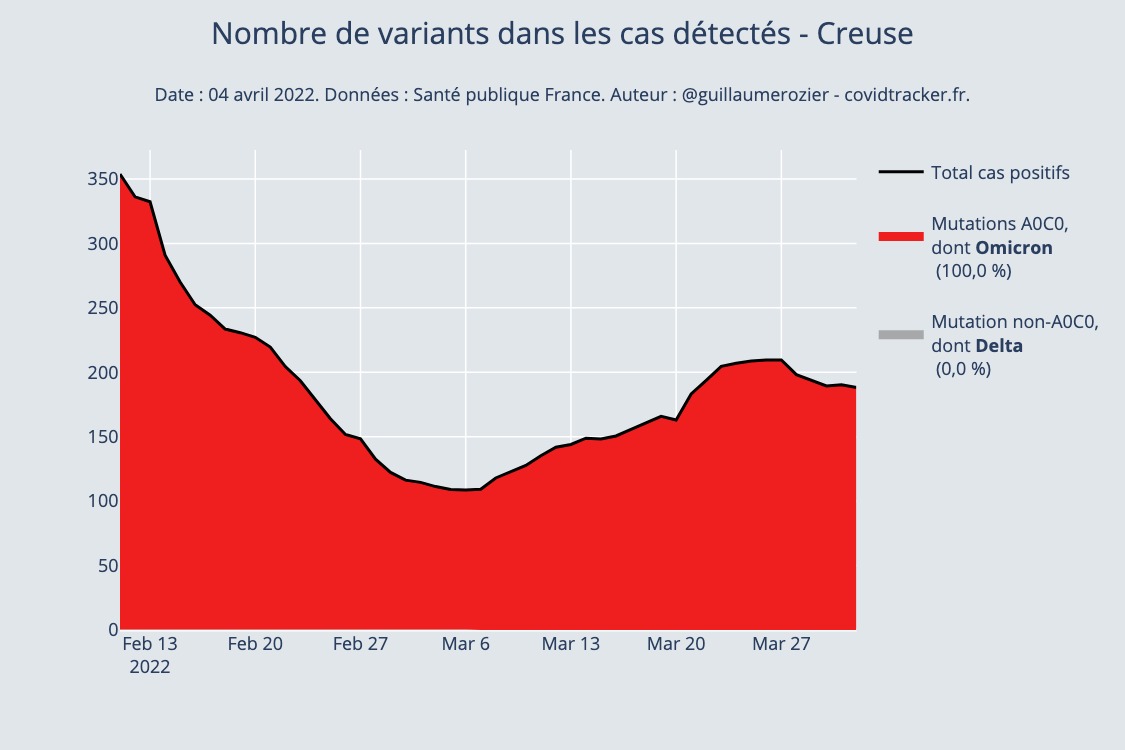 Nombre de variants dans les cas détectés - Creuse
Date : 04 avril 2022. Données : Santé publique France. Auteur : @guillaumerozier - covidtracker.fr.
350
300
250
200
150
100
50
0
Feb 13
2022
Feb 20
Feb 27
Mar 6
Mar 13
Mar 20
Mar 27
Total cas positifs
Mutations A0C0,
dont Omicron
(100,0 %)
Mutation non-A0C0,
dont Delta
(0,0 %)